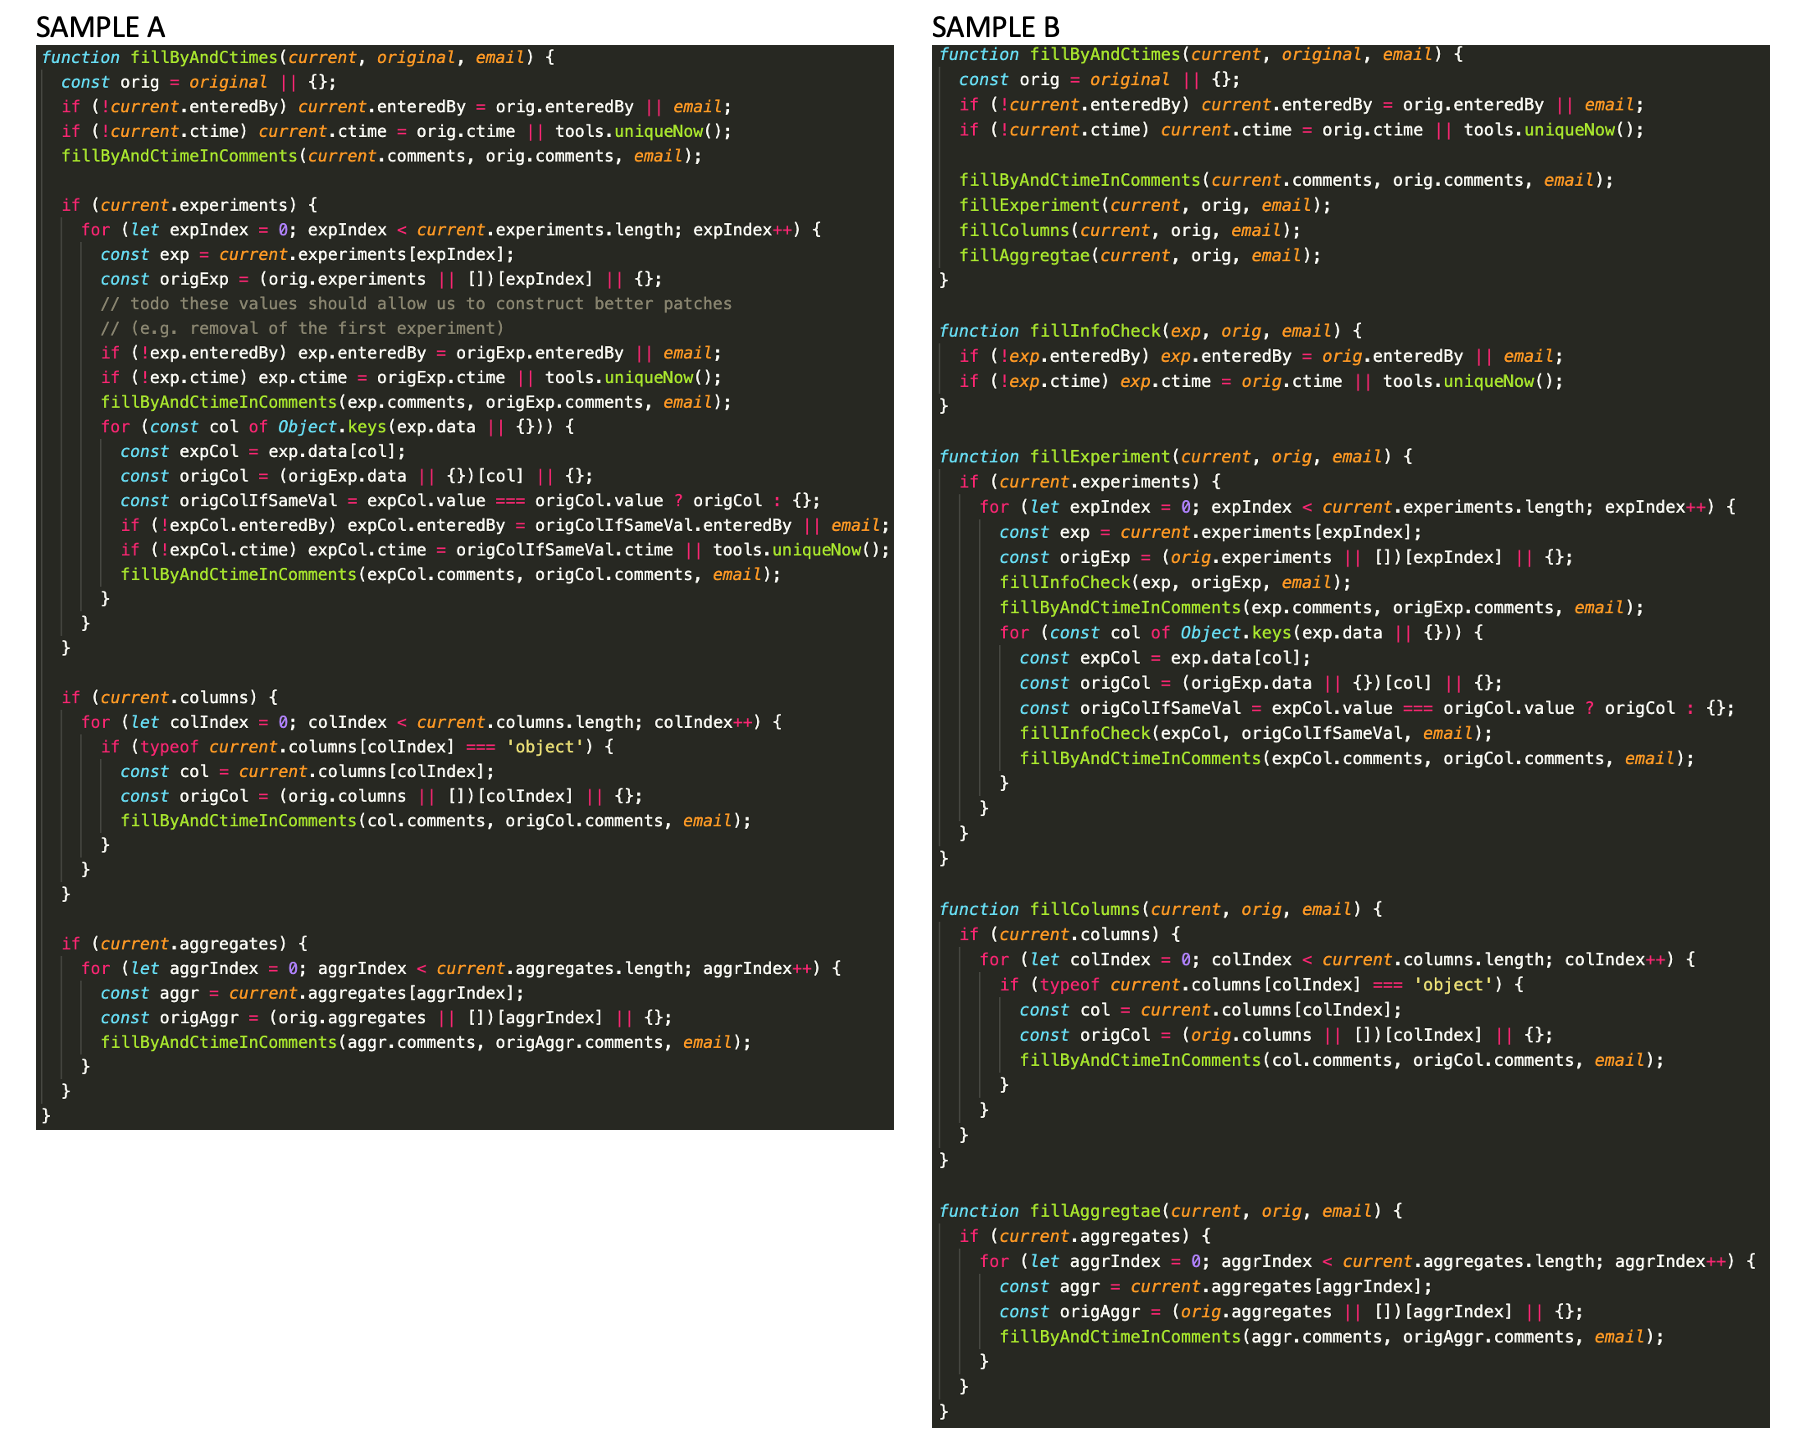 SAMPLE A
function fillByAndCtimes(current, original, email) {
  const orig = original || {};
  if (!current.enteredBy) current.enteredBy = orig.enteredBy || email;
  if (!current.ctime) current.ctime = orig.ctime || tools.uniqueNow();
  fillByAndCtimeInComments(current.comments, orig.comments, email);

  if (current.experiments) {
    for (let expIndex = 0; expIndex < current.experiments.length; expIndex++) {
      const exp = current.experiments[expIndex];
      const origExp = (orig.experiments || [])[expIndex] || {};
      // todo these values should allow us to construct better patches
      // (e.g. removal of the first experiment)
      if (!exp.enteredBy) exp.enteredBy = origExp.enteredBy || email;
      if (!exp.ctime) exp.ctime = origExp.ctime || tools.uniqueNow();
      fillByAndCtimeInComments(exp.comments, origExp.comments, email);
      for (const col of Object.keys(exp.data || {})) {
        const expCol = exp.data[col];
        const origCol = (origExp.data || {})[col] || {};
        const origColIfSameVal = expCol.value === origCol.value ? origCol : {};
        if (!expCol.enteredBy) expCol.enteredBy = origColIfSameVal.enteredBy || email;
        if (!expCol.ctime) expCol.ctime = origColIfSameVal.ctime || tools.uniqueNow();
        fillByAndCtimeInComments(expCol.comments, origCol.comments, email);
      }
    }
  }

  if (current.columns) {
    for (let colIndex = 0; colIndex < current.columns.length; colIndex++) {
      if (typeof current.columns[colIndex] === 'object') {
        const col = current.columns[colIndex];
        const origCol = (orig.columns || [])[colIndex] || {};
        fillByAndCtimeInComments(col.comments, origCol.comments, email);
      }
    }
  }

  if (current.aggregates) {
    for (let aggrIndex = 0; aggrIndex < current.aggregates.length; aggrIndex++) {
      const aggr = current.aggregates[aggrIndex];
      const origAggr = (orig.aggregates || [])[aggrIndex] || {};
      fillByAndCtimeInComments(aggr.comments, origAggr.comments, email);
    }
  }
}

SAMPLE B
function fillByAndCtimes(current, original, email) {
  const orig = original || {};
  if (!current.enteredBy) current.enteredBy = orig.enteredBy || email;
  if (!current.ctime) current.ctime = orig.ctime || tools.uniqueNow();

  fillByAndCtimeInComments(current.comments, orig.comments, email);
  fillExperiment(current, orig, email);
  fillColumns(current, orig, email);
  fillAggregtae(current, orig, email);
}

function fillInfoCheck(exp, orig, email) {
  if (!exp.enteredBy) exp.enteredBy = orig.enteredBy || email;
  if (!exp.ctime) exp.ctime = orig.ctime || tools.uniqueNow();
}

function fillExperiment(current, orig, email) {
  if (current.experiments) {
    for (let expIndex = 0; expIndex < current.experiments.length; expIndex++) {
      const exp = current.experiments[expIndex];
      const origExp = (orig.experiments || [])[expIndex] || {};
      fillInfoCheck(exp, origExp, email);
      fillByAndCtimeInComments(exp.comments, origExp.comments, email);
      for (const col of Object.keys(exp.data || {})) {
        const expCol = exp.data[col];
        const origCol = (origExp.data || {})[col] || {};
        const origColIfSameVal = expCol.value === origCol.value ? origCol : {};
        fillInfoCheck(expCol, origColIfSameVal, email);
        fillByAndCtimeInComments(expCol.comments, origCol.comments, email);
      }
    }
  }
}

function fillColumns(current, orig, email) {
  if (current.columns) {
    for (let colIndex = 0; colIndex < current.columns.length; colIndex++) {
      if (typeof current.columns[colIndex] === 'object') {
        const col = current.columns[colIndex];
        const origCol = (orig.columns || [])[colIndex] || {};
        fillByAndCtimeInComments(col.comments, origCol.comments, email);
      }
    }
  }
}

function fillAggregtae(current, orig, email) {
  if (current.aggregates) {
    for (let aggrIndex = 0; aggrIndex < current.aggregates.length; aggrIndex++) {
      const aggr = current.aggregates[aggrIndex];
      const origAggr = (orig.aggregates || [])[aggrIndex] || {};
      fillByAndCtimeInComments(aggr.comments, origAggr.comments, email);
    }
  }
}